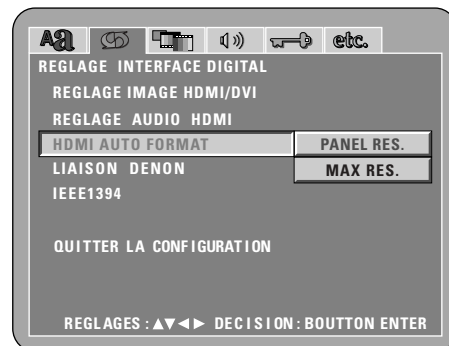 Aa etc.
REGLAGE INTERFACE DIGITAL
REGLAGE IMAGE HDMI/DVI
REGLAGE AUDIO HDMI
HDMI AUTO FORMAT PANEL RES.
LIAISON DENON MAX RES.
IEEE1394
QUITTER LA CONFIGURATION
REGLAGES :▲▼◄► DECISION : BOUTTON ENTER